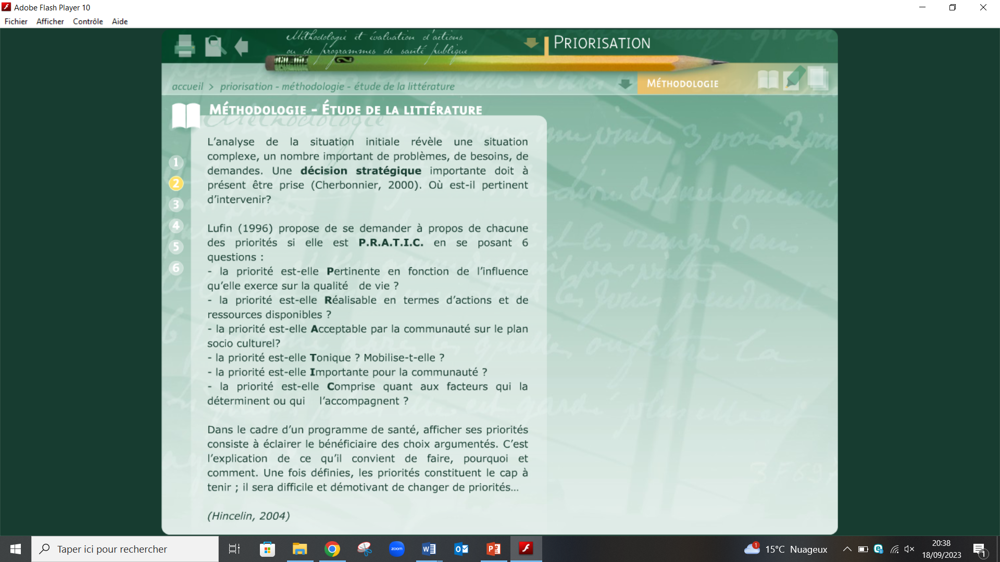 Adobe Flash Player 10
Fichier Afficher Contrôle Aide
Méthodologie et évaluation d'actions
ou de programmes de santé publique
PRIORISATION
accueil > priorisation - méthodologie - étude de la littérature
MÉTHODOLOGIE
MÉTHODOLOGIE – ÉTUDE DE LA LITTÉRATURE
Méthodologie
L’analyse de la situation initiale révèle une situation
complexe, un nombre important de problèmes, de besoins, de
demandes. Une décision stratégique importante doit à
présent être prise (Cherbonnier, 2000). Où est-il pertinent
d’intervenir?
1
2
3
4
5
6
Lufin (1996) propose de se demander à propos de chacune
des priorités si elle est P.R.A.T.I.C. en se posant 6
questions :
- la priorité est-elle Pertinente en fonction de l’influence
qu’elle exerce sur la qualité de vie ?
- la priorité est-elle Réalisable en termes d’actions et de
ressources disponibles ?
- la priorité est-elle Acceptable par la communauté sur le plan
socio culturel?
- la priorité est-elle Tonique ? Mobilise-t-elle ?
- la priorité est-elle Importante pour la communauté ?
- la priorité est-elle Comprise quant aux facteurs qui la
déterminent ou qui l’accompagnent ?
Dans le cadre d’un programme de santé, afficher ses priorités
consiste à éclairer le bénéficiaire des choix argumentés. C’est
l’explication de ce qu’il convient de faire, pourquoi et
comment. Une fois définies, les priorités constituent le cap à
tenir ; il sera difficile et démotivant de changer de priorités...
(Hincelin, 2004)
Taper ici pour rechercher
zoom
1
15°C Nuageux
20:38
18/09/2023
1